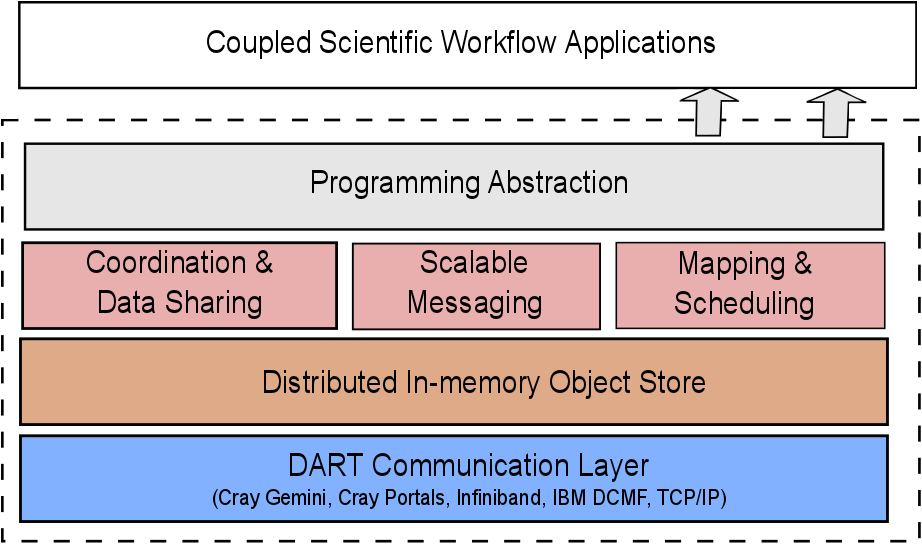 Coupled Scientific Workflow Applications
Programming Abstraction
Coordination &
Data Sharing
Scalable
Messaging
Mapping &
Scheduling
Distributed In-memory Object Store
DART Communication Layer
(Cray Gemini, Cray Portals, Infiniband, IBM DCMF, TCP/IP)